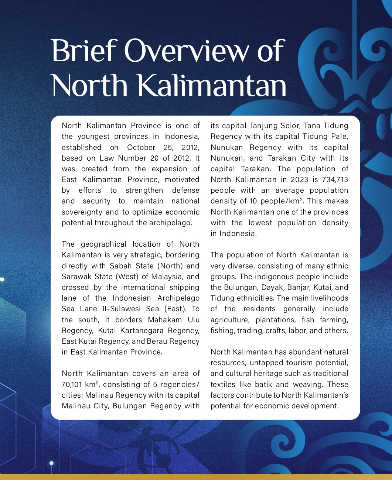 Brief Overview of
North Kalimantan
North Kalimantan Province is one of
the youngest provinces in Indonesia,
established on October 25, 2012,
based on Law Number 20 of 2012. It
was created from the expansion of
East Kalimantan Province, motivated
by efforts to strengthen defense
and security to maintain national
sovereignty and to optimize economic
potential throughout the archipelago.
The geographical location of North
Kalimantan is very strategic, bordering
directly with Sabah State (North) and
Sarawak State (West) of Malaysia, and
crossed by the international shipping
lane of the Indonesian Archipelago
Sea Lane II-Sulawesi Sea (East). To
the south, it borders Mahakam Ulu
Regency, Kutai Kartanegara Regency,
East Kutai Regency, and Berau Regency
in East Kalimantan Province.
North Kalimantan covers an area of
70,101 km², consisting of 5 regencies/
cities: Malinau Regency with its capital
Malinau City, Bulungan Regency with
its capital Tanjung Selor, Tana Tidung
Regency with its capital Tidung Pale,
Nunukan Regency with its capital
Nunukan, and Tarakan City with its
capital Tarakan. The population of
North Kalimantan in 2023 is 734,713
people with an average population
density of 10 people/km². This makes
North Kalimantan one of the provinces
with the lowest population density
in Indonesia.
The population of North Kalimantan is
very diverse, consisting of many ethnic
groups. The indigenous people include
the Bulungan, Dayak, Banjar, Kutai, and
Tidung ethnicities. The main livelihoods
of the residents generally include
agriculture, plantations, fish farming,
fishing, trading, crafts, labor, and others.
North Kalimantan has abundant natural
resources, untapped tourism potential,
and cultural heritage such as traditional
textiles like batik and weaving. These
factors contribute to North Kalimantan's
potential for economic development.